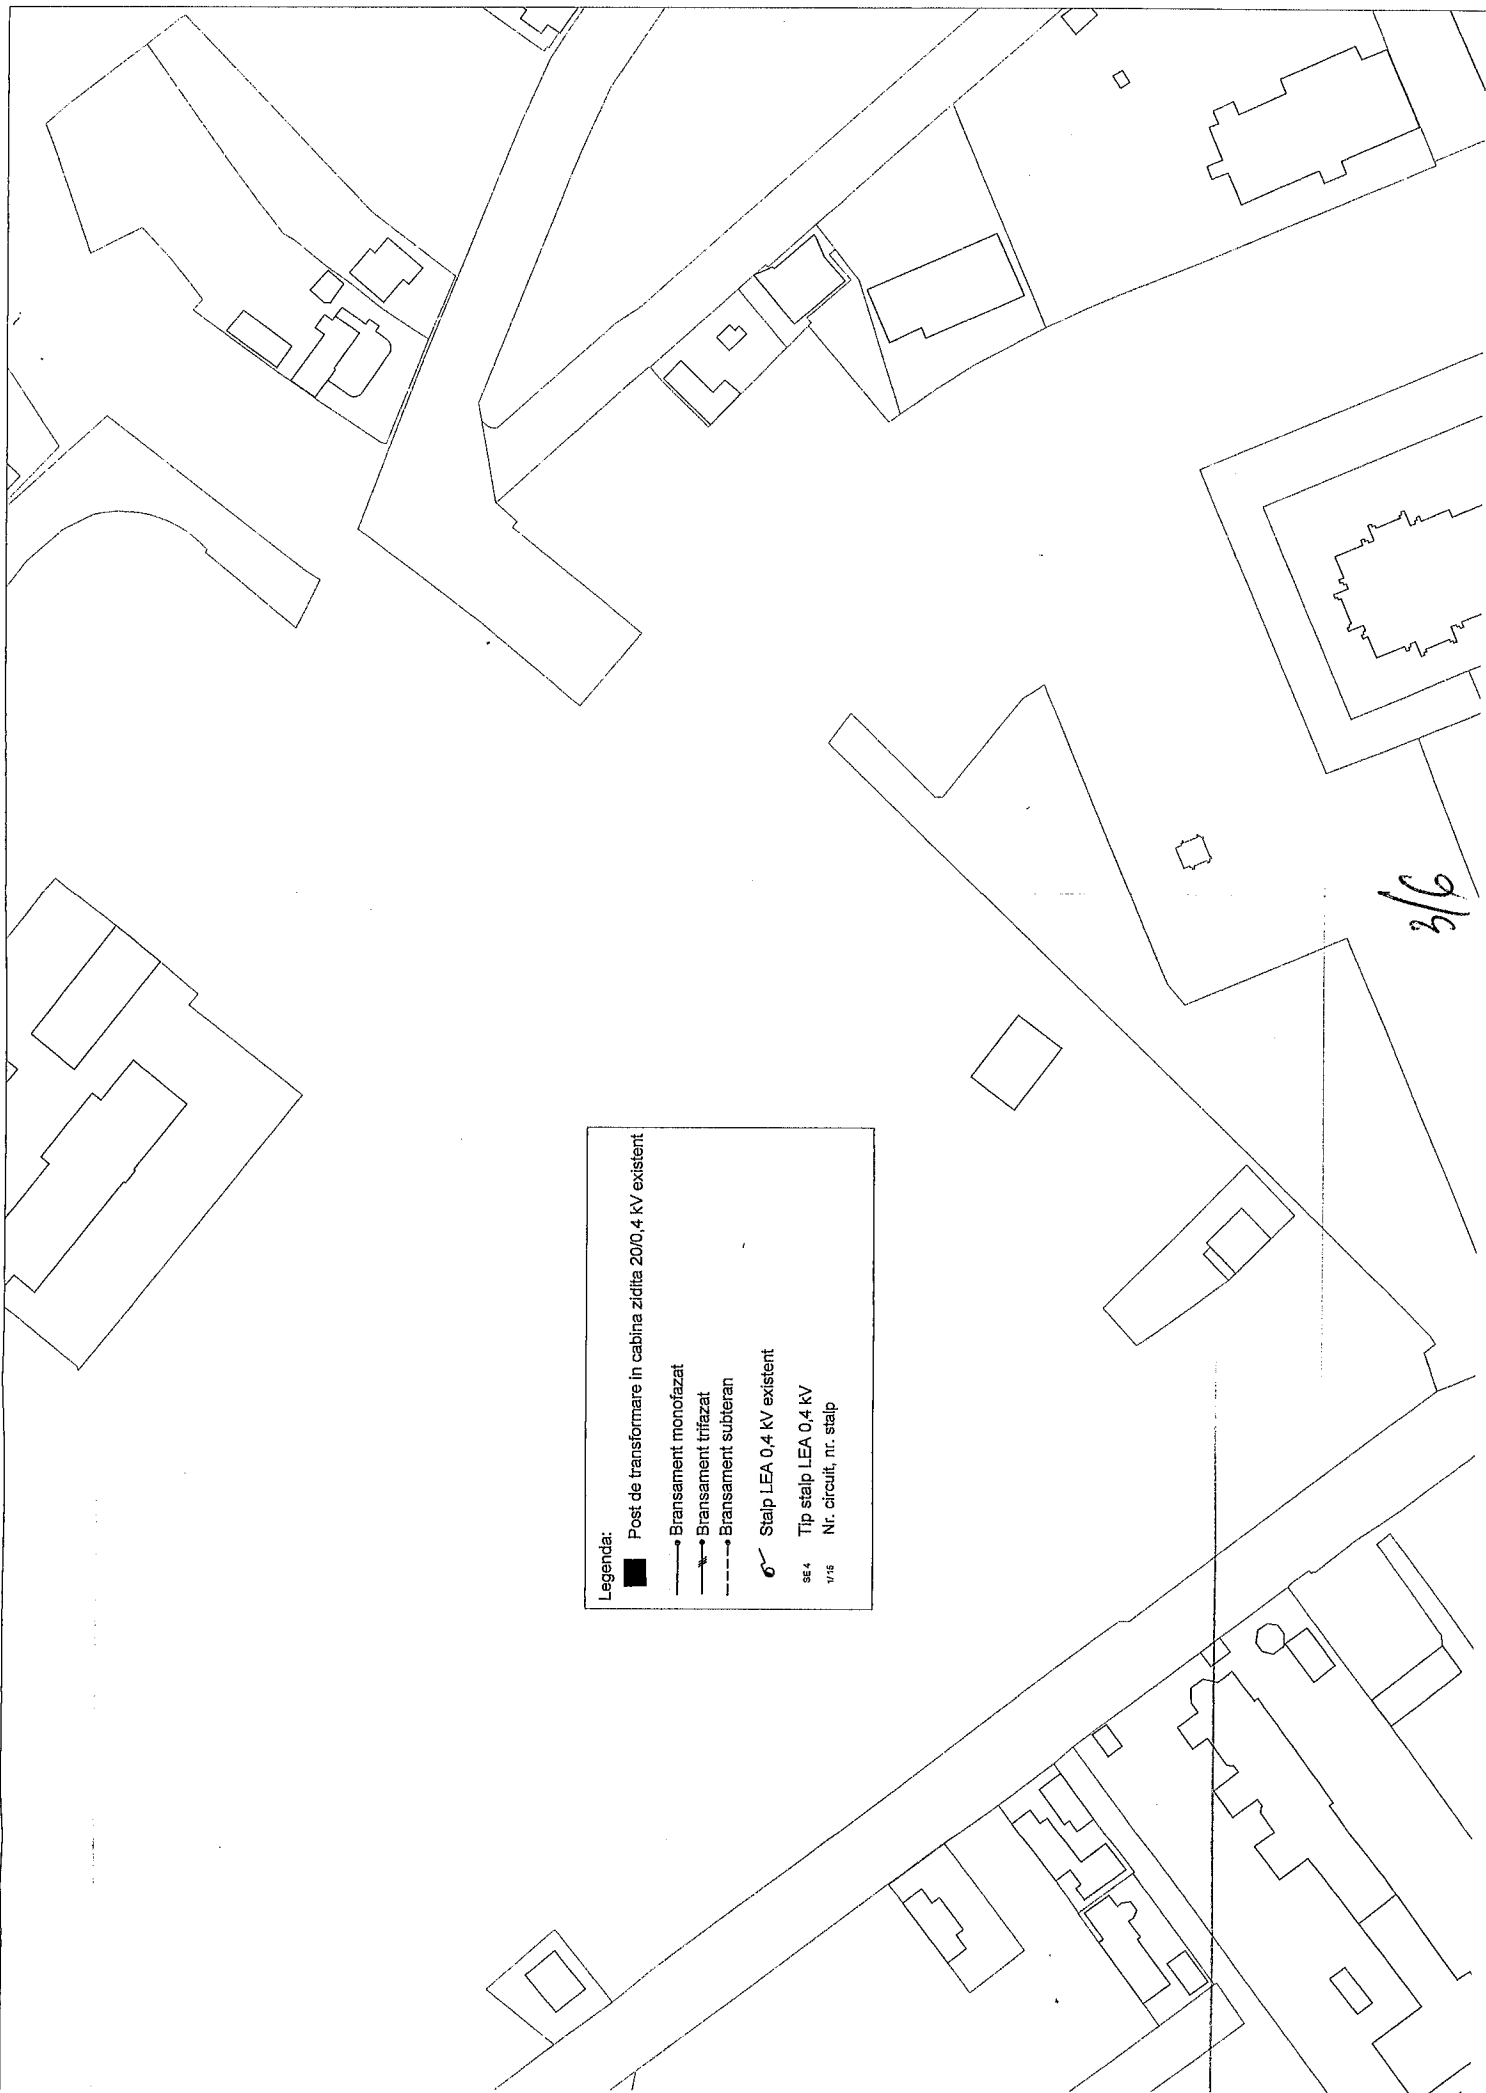 Legenda:
Post de transformare in cabina zidita 20/0,4 kV existent
Bransament monofazat
Bransament trifazat
Bransament subteran
Stalp LEA 0,4 kV existent
SE 4 Tip stalp LEA 0,4 kV
1/15 Nr. circuit, nr. stalp
3/6